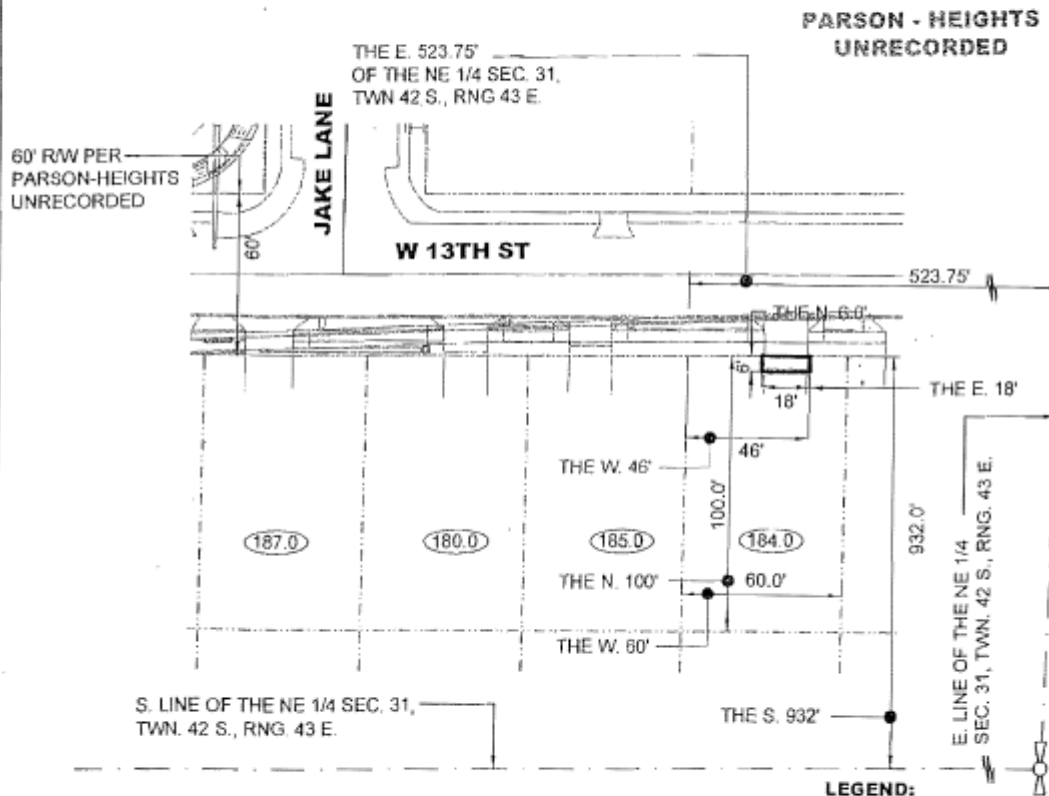 PARSON - HEIGHTS
UNRECORDED
THE E. 523.75'
OF THE NE 1/4 SEC. 31,
TWN 42 S., RNG 43 E.
60' R/W PER
PARSON-HEIGHTS
UNRECORDED
JAKE LANE
60'
W 13TH ST
523.75'
THE N. 6.0'
6'
18'
THE E. 18'
46'
THE W. 46'
100.0'
932.0'
187.0
180.0
185.0
184.0
THE N. 100'
60.0'
THE W. 60'
E. LINE OF THE NE 1/4
SEC. 31, TWN. 42 S., RNG. 43 E.
S. LINE OF THE NE 1/4 SEC. 31,
TWN. 42 S., RNG. 43 E.
THE S. 932'
LEGEND: